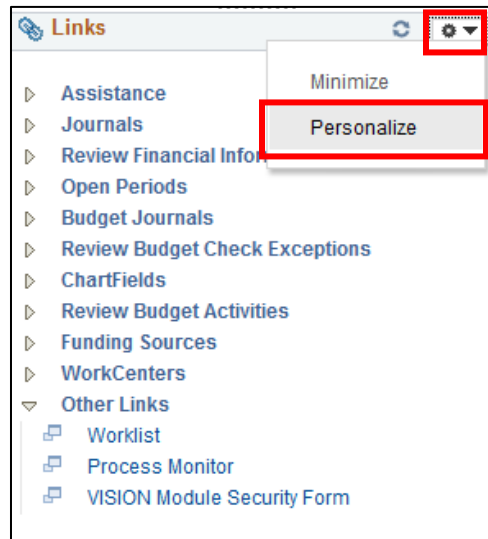 Links
Minimize
Personalize
Assistance
Journals
Review Financial
Open Periods
Budget Journals
Review Budget Check Exceptions
ChartFields
Review Budget Activities
Funding Sources
WorkCenters
Other Links
Worklist
Process Monitor
VISION Module Security Form